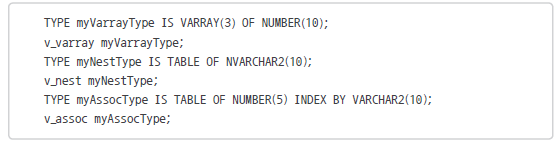 TYPE myVarrayType IS VARRAY(3) OF NUMBER(10);
v_varray myVarrayType;
TYPE myNestType IS TABLE OF NVARCHAR2(10);
v_nest myNestType;
TYPE myAssocType IS TABLE OF NUMBER(5) INDEX BY VARCHAR2(10);
v_assoc myAssocType;